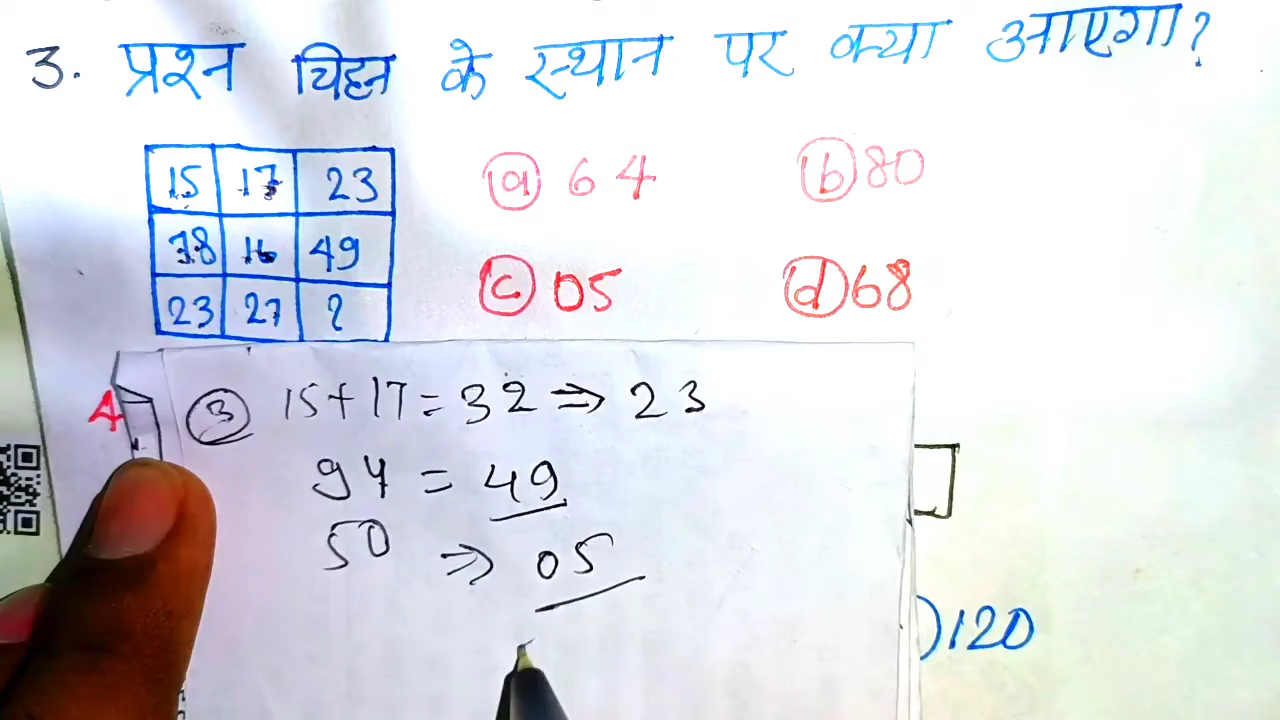 3. प्रश्न चिह्न के स्थान पर क्या आएगा?
15 17 23
78 16 49
23 27 ?
ⓐ 64 ⓑ 80
ⓒ 05 ⓓ 68
A
③ 15+17=32⇒23
94=49
50⇒05
)120